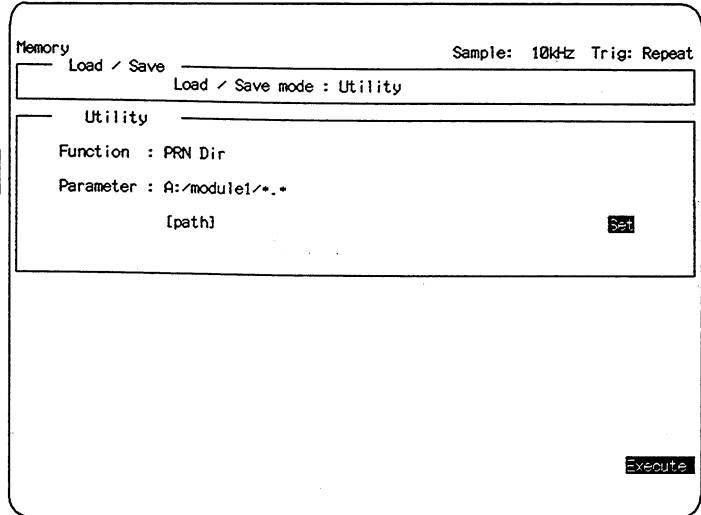 Memory
Sample: 10kHz Trig: Repeat
Load / Save
Load / Save mode : Utility
Utility
Function : PRN Dir
Parameter : A:/module1/*.*
[path]
Set
Execute